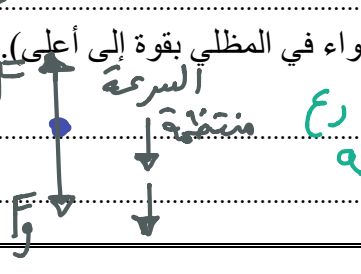 واء في المظلي بقوة إلى أعلى).
F السرعة
منتظمة
F